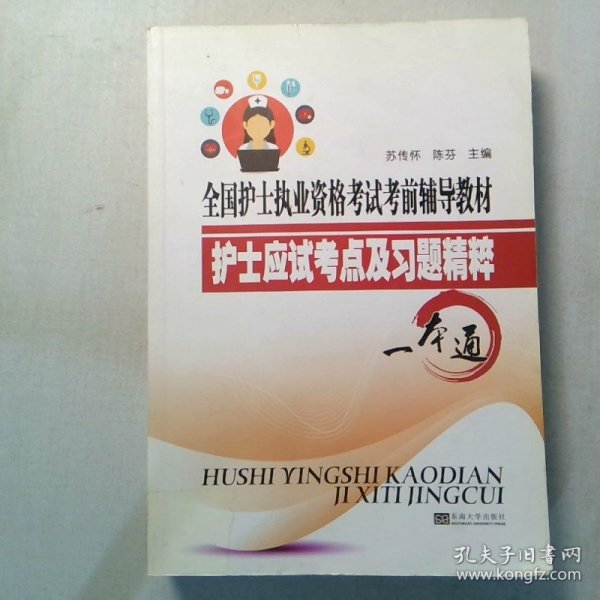 苏传怀 陈芬 主编
全国护士执业资格考试考前辅导教材
护士应试考点及习题精粹
一本通
HUSHI YINGSHI KAODIAN
JI XITI JINGCUI
东南大学出版社
SOUTHEAST UNIVERSITY PRESS
孔夫子旧书网
www.kongfz.com